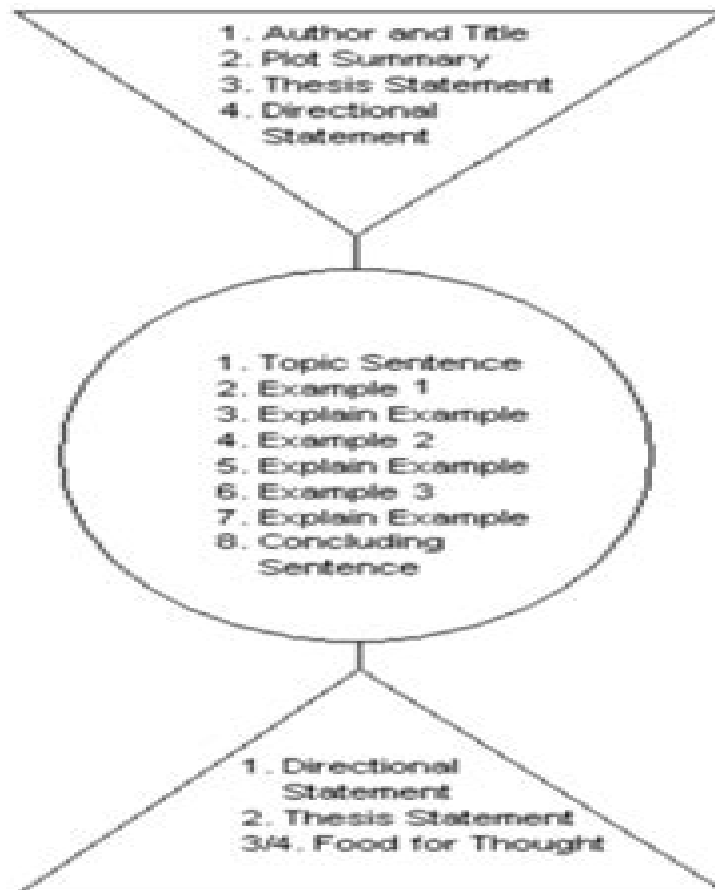 1. Author and Title
2. Plot Summary
3. Thesis Statement
4. Directional
Statement
1. Topic Sentence
2. Example 1
3. Explain Example
4. Example 2
5. Explain Example
6. Example 3
7. Explain Example
8. Concluding
Sentence
1. Directional
Statement
2. Thesis Statement
3/4. Food for Thought